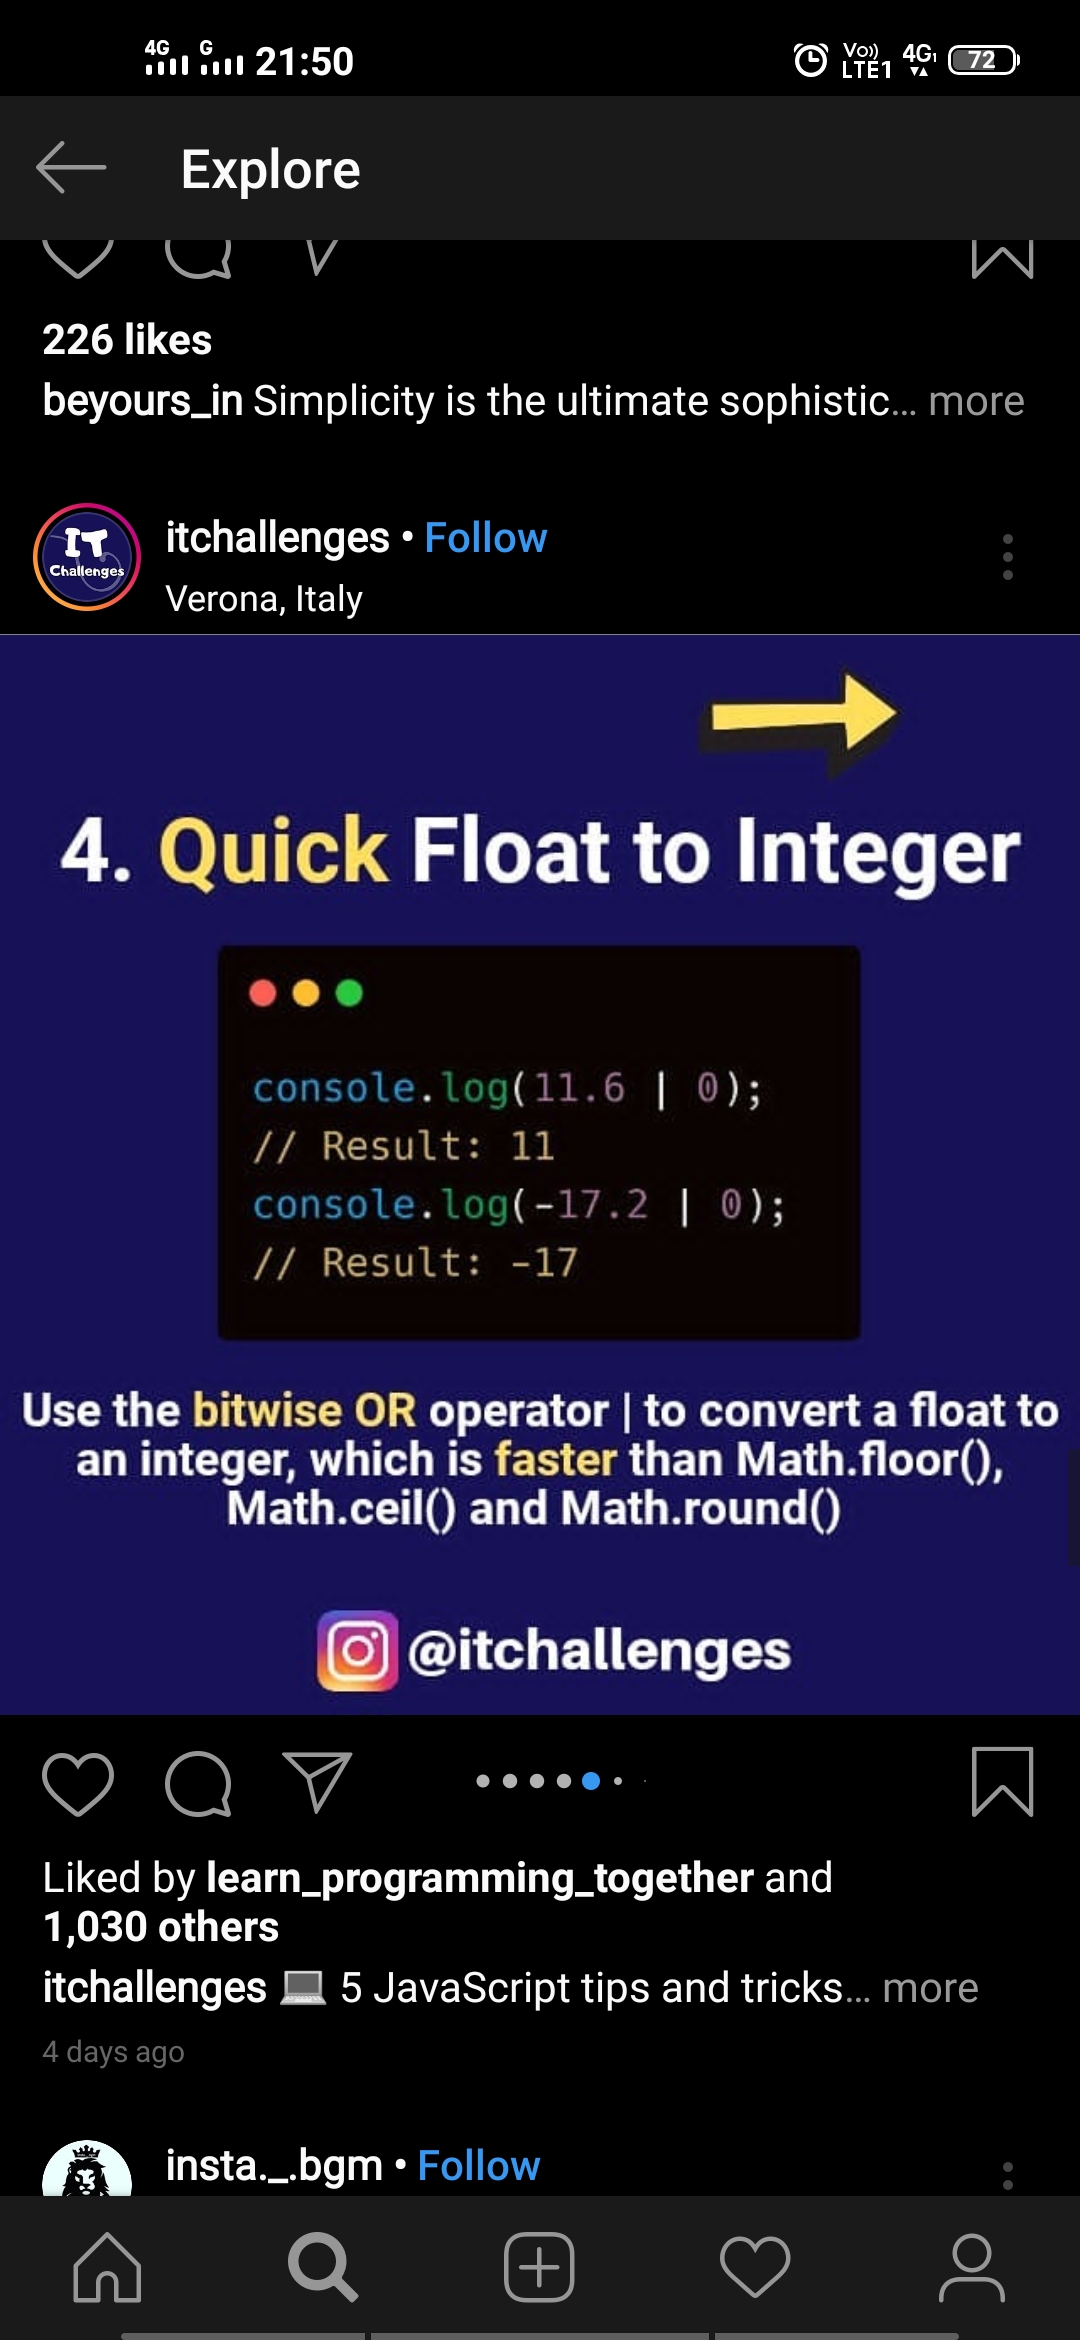 4G G 21:50 Vo)) LTE1 4G1 72
Explore
226 likes
beyours_in Simplicity is the ultimate sophistic... more
IT
Challenges
itchallenges • Follow
Verona, Italy
4. Quick Float to Integer
console.log(11.6 | 0);
// Result: 11
console.log(-17.2 | 0);
// Result: -17
Use the bitwise OR operator | to convert a float to
an integer, which is faster than Math.floor(),
Math.ceil() and Math.round()
@itchallenges
Liked by learn_programming_together and
1,030 others
itchallenges 💻 5 JavaScript tips and tricks... more
4 days ago
insta._.bgm • Follow